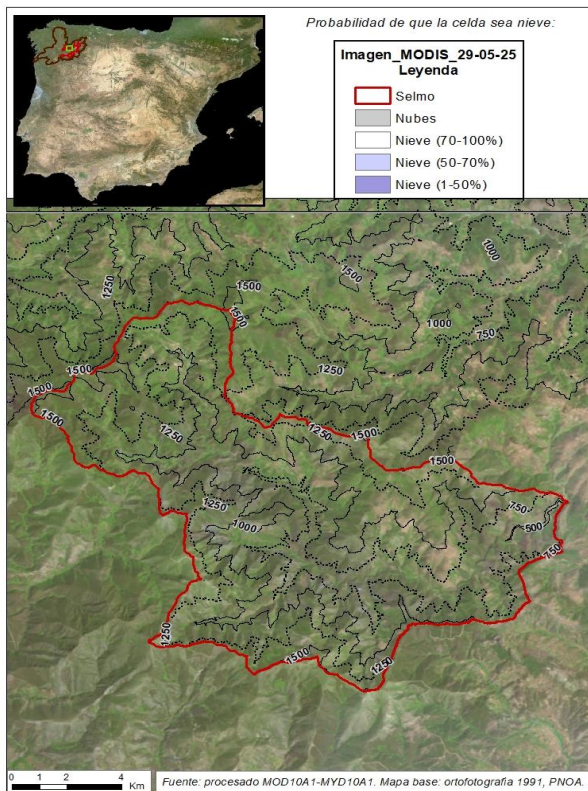 Probabilidad de que la celda sea nieve:
Imagen_MODIS_29-05-25
Leyenda
Selmo
Nubes
Nieve (70-100%)
Nieve (50-70%)
Nieve (1-50%)
1000
1250
1500
1500
1500
1000
750
1250
1500
1500
1500
1250
1250
1500
1500
1250
1000
750
500
750
1250
1500
1250
0 1 2 4
Km
Fuente: procesado MOD10A1-MYD10A1. Mapa base: ortofotografía 1991, PNOA.